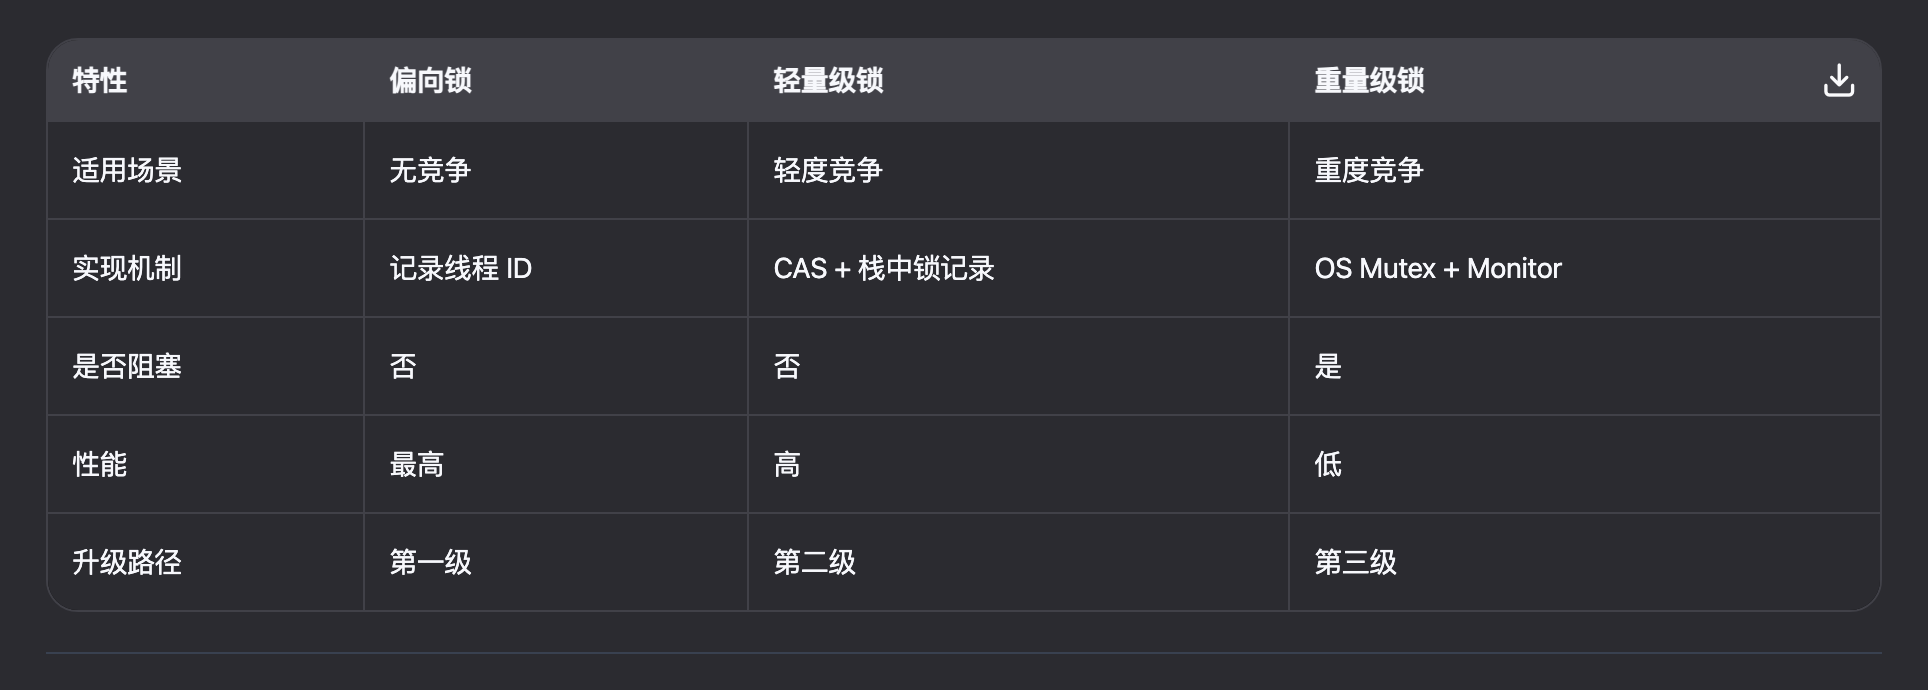 特性 偏向锁 轻量级锁 重量级锁
适用场景 无竞争 轻度竞争 重度竞争
实现机制 记录线程 ID CAS + 栈中锁记录 OS Mutex + Monitor
是否阻塞 否 否 是
性能 最高 高 低
升级路径 第一级 第二级 第三级